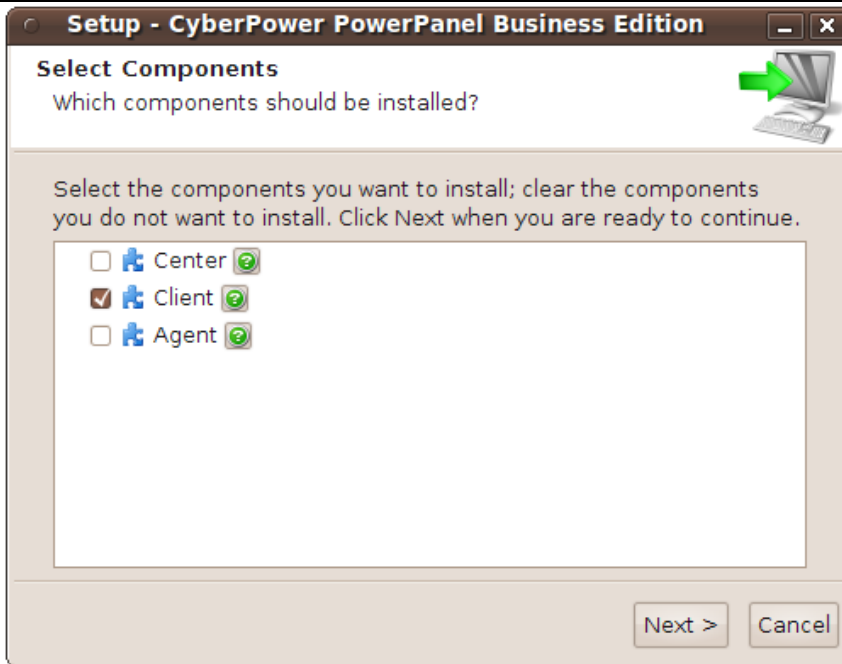 Setup - CyberPower PowerPanel Business Edition
Select Components
Which components should be installed?
Select the components you want to install; clear the components
you do not want to install. Click Next when you are ready to continue.
Center
Client
Agent
Next >
Cancel